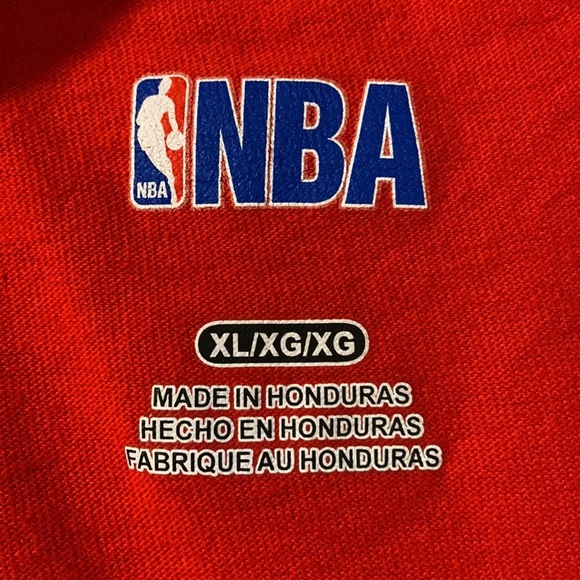 NBA NBA
XL/XG/XG
MADE IN HONDURAS
HECHO EN HONDURAS
FABRIQUE AU HONDURAS